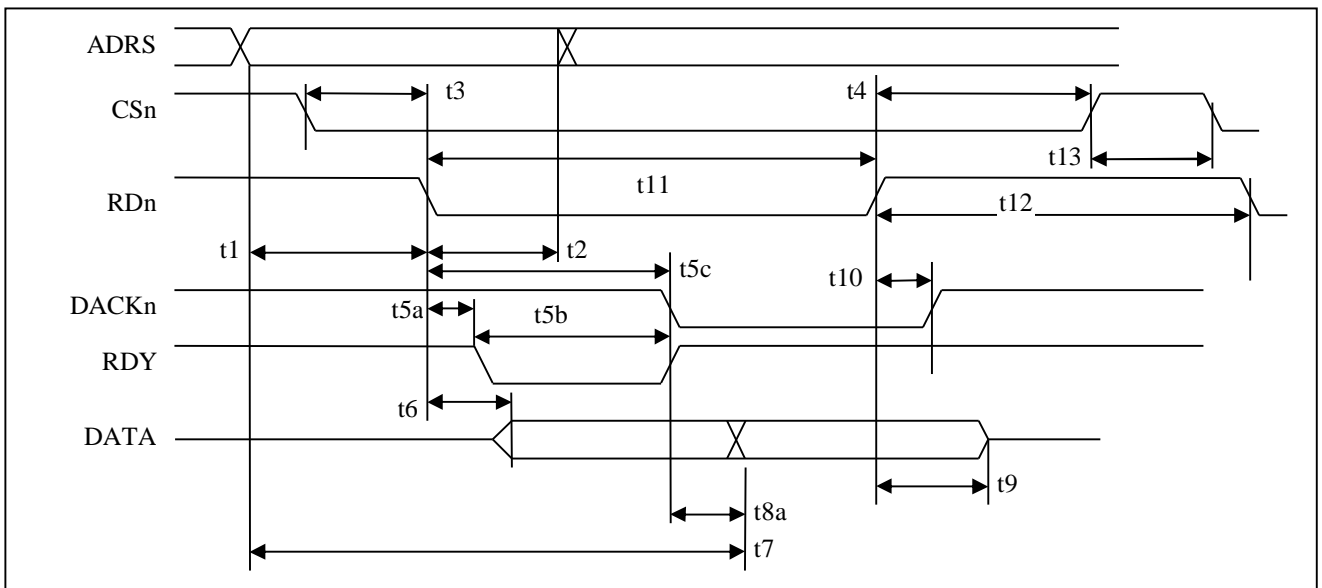 ADRS
t3
t4
CSn
t13
t11
RDn
t12
t1
t2
t5c
t10
DACKn
t5a
t5b
RDY
t6
DATA
t9
t8a
t7